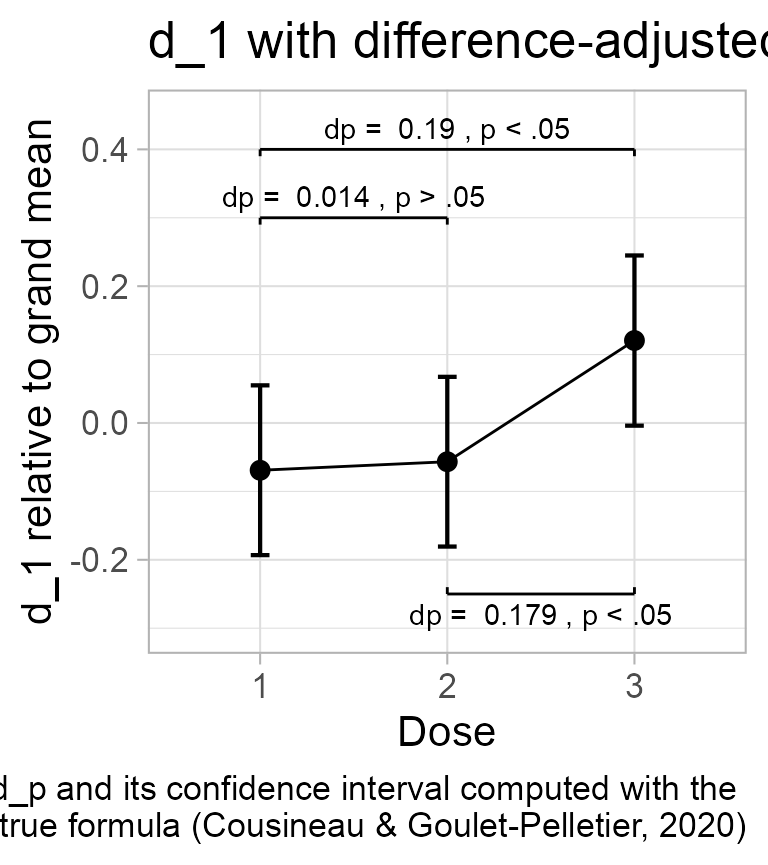 d_1 with difference-adjusted
dp = 0.19 , p < .05
dp = 0.014 , p > .05
dp = 0.179 , p < .05
d_1 relative to grand mean
0.4
0.2
0.0
-0.2
1 2 3
Dose
d_p and its confidence interval computed with the
true formula (Cousineau & Goulet-Pelletier, 2020)